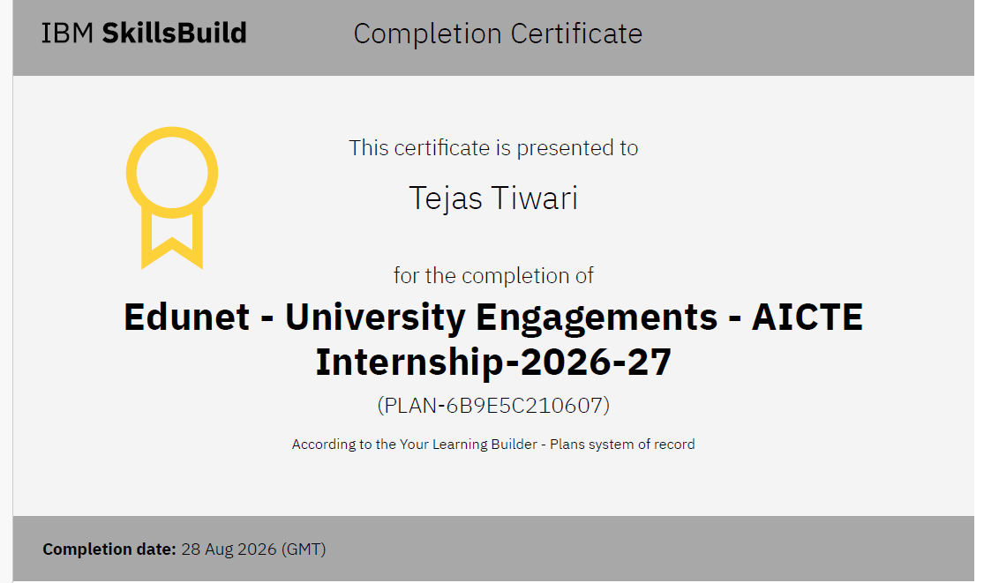 IBM SkillsBuild
Completion Certificate
This certificate is presented to
Tejas Tiwari
for the completion of
Edunet - University Engagements - AICTE
Internship-2026-27
(PLAN-6B9E5C210607)
According to the Your Learning Builder - Plans system of record
Completion date: 28 Aug 2026 (GMT)